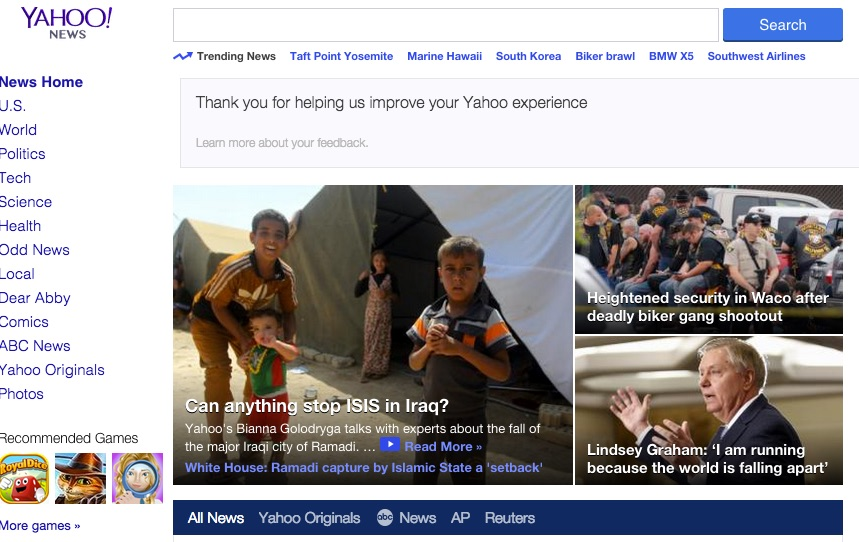 YAHOO!
NEWS
Search
Trending News Taft Point Yosemite Marine Hawaii South Korea Biker brawl BMW X5 Southwest Airlines
News Home
U.S.
World
Politics
Tech
Science
Health
Odd News
Local
Dear Abby
Comics
ABC News
Yahoo Originals
Photos
Recommended Games
Royal Dice
More games »
Thank you for helping us improve your Yahoo experience
Learn more about your feedback.
Can anything stop ISIS in Iraq?
Yahoo's Bianna Golodryga talks with experts about the fall of
the major Iraqi city of Ramadi. ... Read More »
White House: Ramadi capture by Islamic State a 'setback'
Heightened security in Waco after
deadly biker gang shootout
Lindsey Graham: ‘I am running
because the world is falling apart’
All News Yahoo Originals abc News AP Reuters